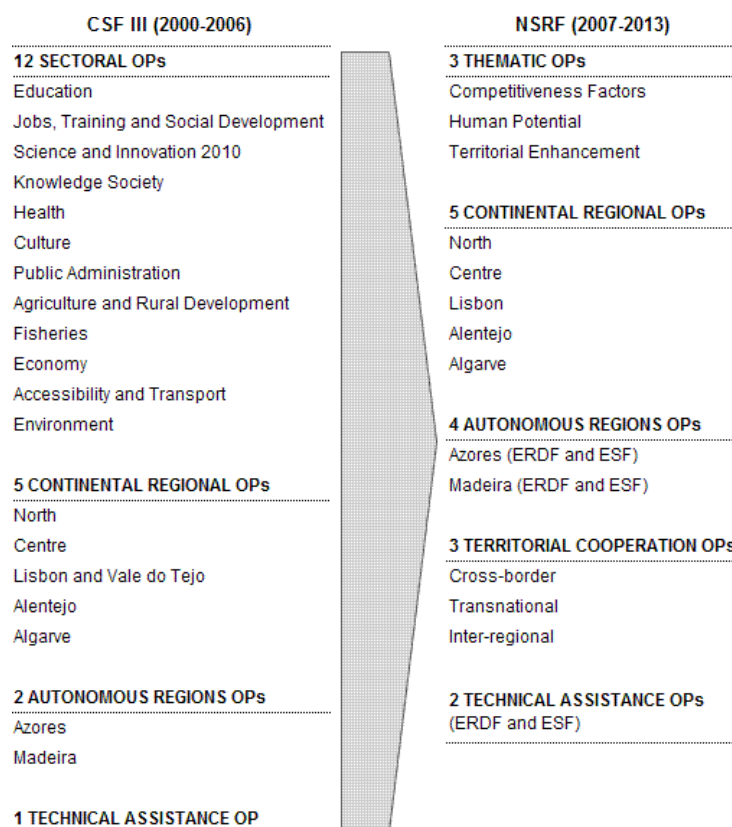 CSF III (2000-2006)
12 SECTORAL OPs
Education
Jobs, Training and Social Development
Science and Innovation 2010
Knowledge Society
Health
Culture
Public Administration
Agriculture and Rural Development
Fisheries
Economy
Accessibility and Transport
Environment
5 CONTINENTAL REGIONAL OPs
North
Centre
Lisbon and Vale do Tejo
Alentejo
Algarve
2 AUTONOMOUS REGIONS OPs
Azores
Madeira
1 TECHNICAL ASSISTANCE OP
NSRF (2007-2013)
3 THEMATIC OPs
Competitiveness Factors
Human Potential
Territorial Enhancement
5 CONTINENTAL REGIONAL OPs
North
Centre
Lisbon
Alentejo
Algarve
4 AUTONOMOUS REGIONS OPs
Azores (ERDF and ESF)
Madeira (ERDF and ESF)
3 TERRITORIAL COOPERATION OPs
Cross-border
Transnational
Inter-regional
2 TECHNICAL ASSISTANCE OPs
(ERDF and ESF)